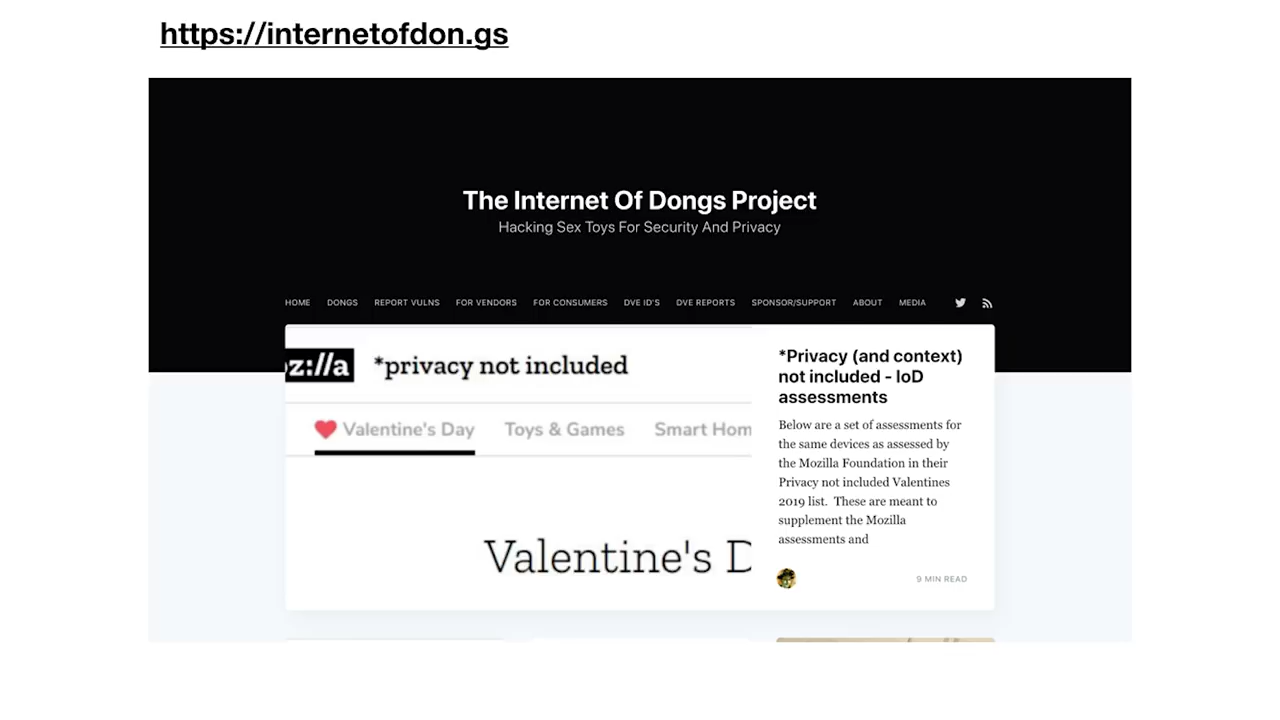 https://internetofdon.gs
The Internet Of Dongs Project
Hacking Sex Toys For Security And Privacy
HOME DONGS REPORT VULNS FOR VENDORS FOR CONSUMERS DVE ID'S DVE REPORTS SPONSOR/SUPPORT ABOUT MEDIA
z://a *privacy not included
Valentine's Day Toys & Games Smart Hom
Valentine's D
*Privacy (and context)
not included - IoD
assessments
Below are a set of assessments for
the same devices as assessed by
the Mozilla Foundation in their
Privacy not included Valentines
2019 list. These are meant to
supplement the Mozilla
assessments and
9 MIN READ